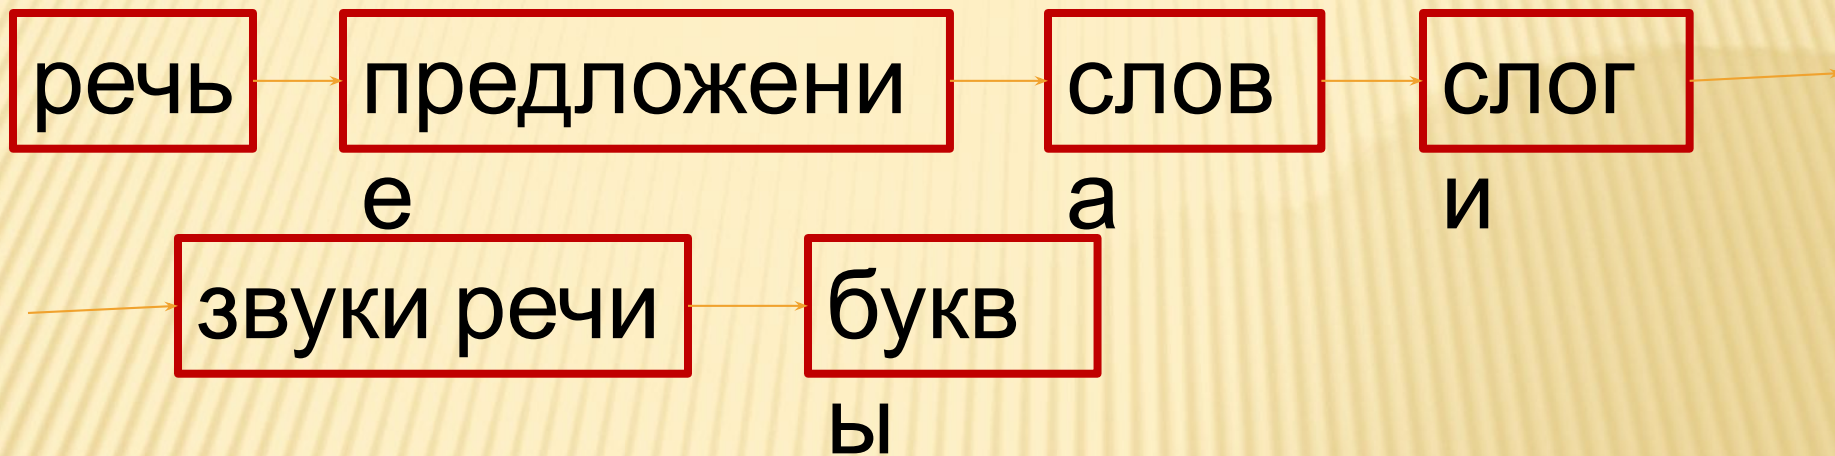 речь предложени слов слог
е а и
звуки речи букв
ы